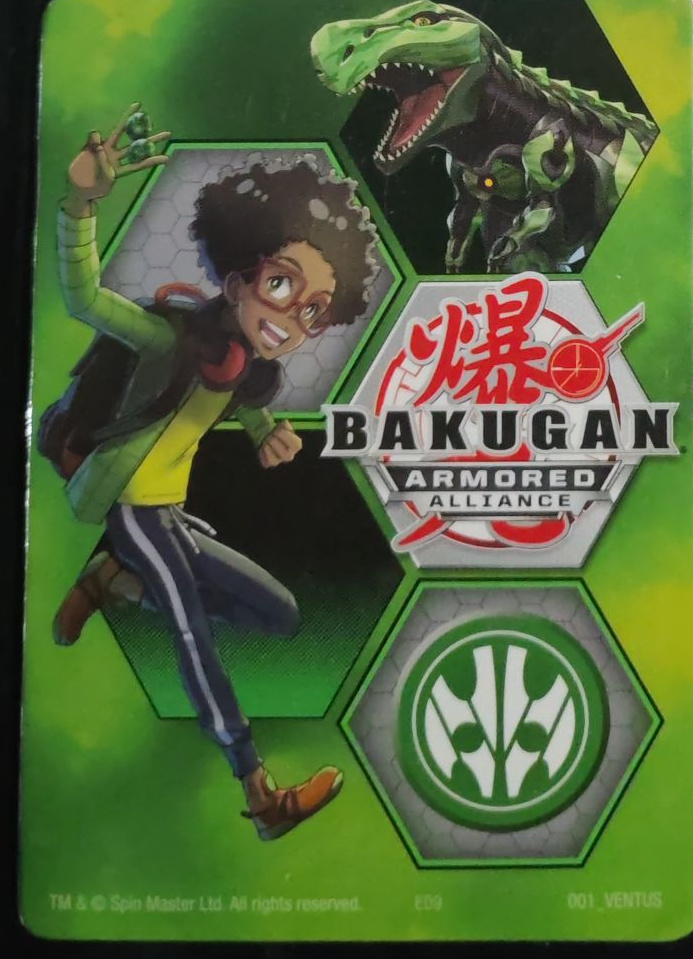 爆
BAKUGAN
ARMORED
ALLIANCE
TM & © Spin Master Ltd. All rights reserved. E09 001_VENTUS